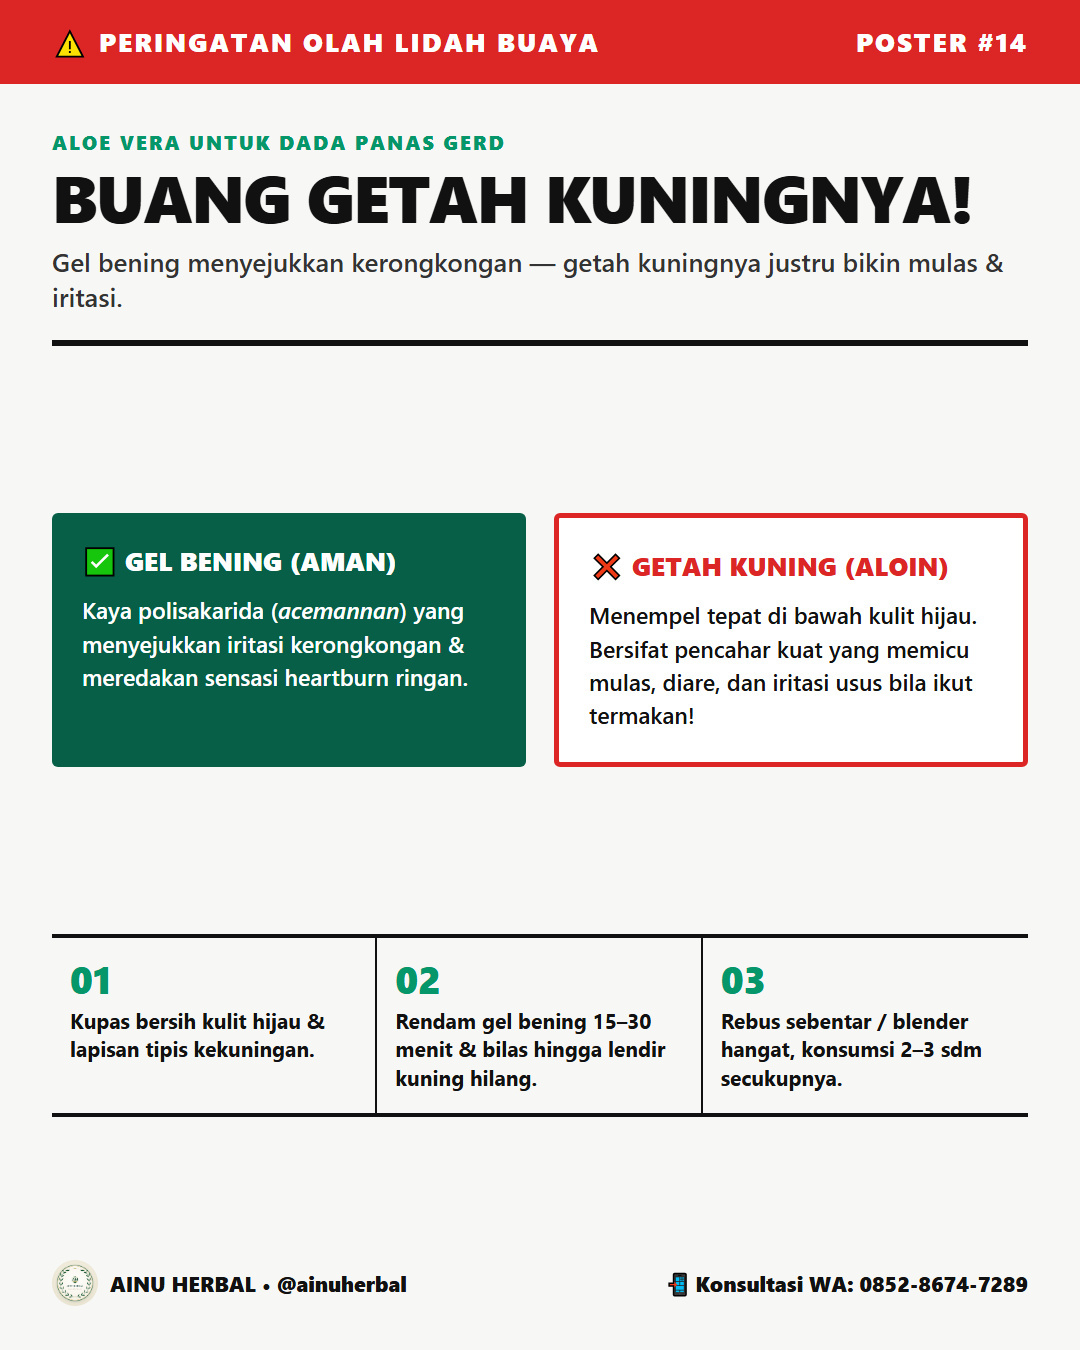 ⚠️ PERINGATAN OLAH LIDAH BUAYA
POSTER #14
ALOE VERA UNTUK DADA PANAS GERD
BUANG GETAH KUNINGNYA!
Gel bening menyejukkan kerongkongan — getah kuningnya justru bikin mulas &
iritasi.
✅ GEL BENING (AMAN)
Kaya polisakarida (acemannan) yang
menyejukkan iritasi kerongkongan &
meredakan sensasi heartburn ringan.
❌ GETAH KUNING (ALOIN)
Menempel tepat di bawah kulit hijau.
Bersifat pencahar kuat yang memicu
mulas, diare, dan iritasi usus bila ikut
termakan!
01
Kupas bersih kulit hijau &
lapisan tipis kekuningan.
02
Rendam gel bening 15–30
menit & bilas hingga lendir
kuning hilang.
03
Rebus sebentar / blender
hangat, konsumsi 2–3 sdm
secukupnya.
AINU HERBAL • @ainuherbal
📲 Konsultasi WA: 0852-8674-7289